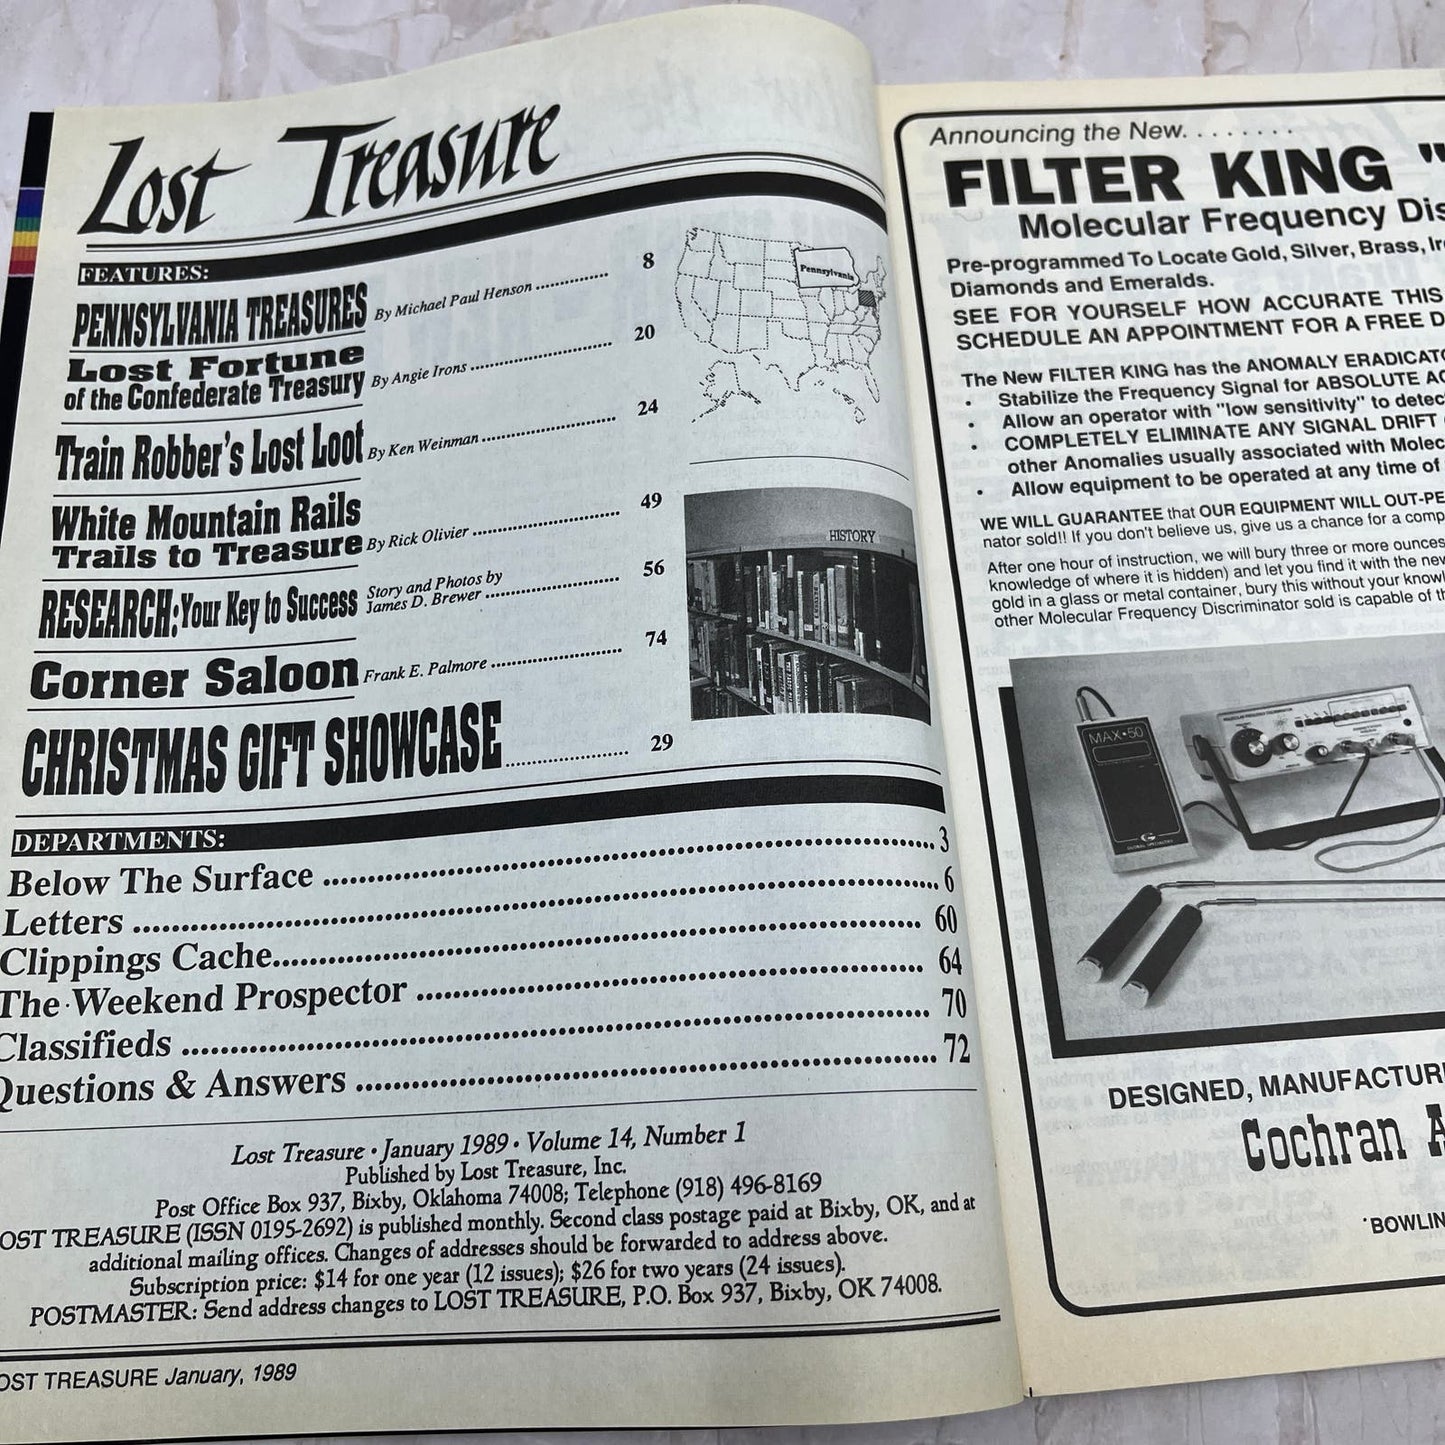 Lost Treasure
FEATURES:
PENNSYLVANIA TREASURES By Michael Paul Henson ............... 8
Lost Fortune
of the Confederate Treasury By Angie Irons ............... 20
Train Robber's Lost Loot By Ken Weinman ............... 24
White Mountain Rails
Trails to Treasure By Rick Olivier ............... 49
RESEARCH: Your Key to Success Story and Photos by
James D. Brewer ............... 56
Corner Saloon Frank E. Palmore ............... 74
CHRISTMAS GIFT SHOWCASE ............... 29
Pennsylvania
HISTORY
DEPARTMENTS:
Below The Surface ............... 3
Letters ............... 6
Clippings Cache ............... 60
The Weekend Prospector ............... 64
Classifieds ............... 70
Questions & Answers ............... 72
Lost Treasure • January 1989 • Volume 14, Number 1
Published by Lost Treasure, Inc.
Post Office Box 937, Bixby, Oklahoma 74008; Telephone (918) 496-8169
OST TREASURE (ISSN 0195-2692) is published monthly. Second class postage paid at Bixby, OK, and at
additional mailing offices. Changes of addresses should be forwarded to address above.
Subscription price: $14 for one year (12 issues); $26 for two years (24 issues).
POSTMASTER: Send address changes to LOST TREASURE, P.O. Box 937, Bixby, OK 74008.
OST TREASURE January, 1989
Announcing the New. . . . . . . .
FILTER KING "
Molecular Frequency Dis
Pre-programmed To Locate Gold, Silver, Brass, Ir
Diamonds and Emeralds.
SEE FOR YOURSELF HOW ACCURATE THIS
SCHEDULE AN APPOINTMENT FOR A FREE D
The New FILTER KING has the ANOMALY ERADICATO
• Stabilize the Frequency Signal for ABSOLUTE AC
• Allow an operator with "low sensitivity" to detec
• COMPLETELY ELIMINATE ANY SIGNAL DRIFT
other Anomalies usually associated with Molec
• Allow equipment to be operated at any time of
WE WILL GUARANTEE that OUR EQUIPMENT WILL OUT-PE
nator sold!! If you don't believe us, give us a chance for a comp
After one hour of instruction, we will bury three or more ounces
knowledge of where it is hidden) and let you find it with the new
gold in a glass or metal container, bury this without your knowl
other Molecular Frequency Discriminator sold is capable of th
MAX•50
DESIGNED, MANUFACTUR
Cochran A
BOWLIN